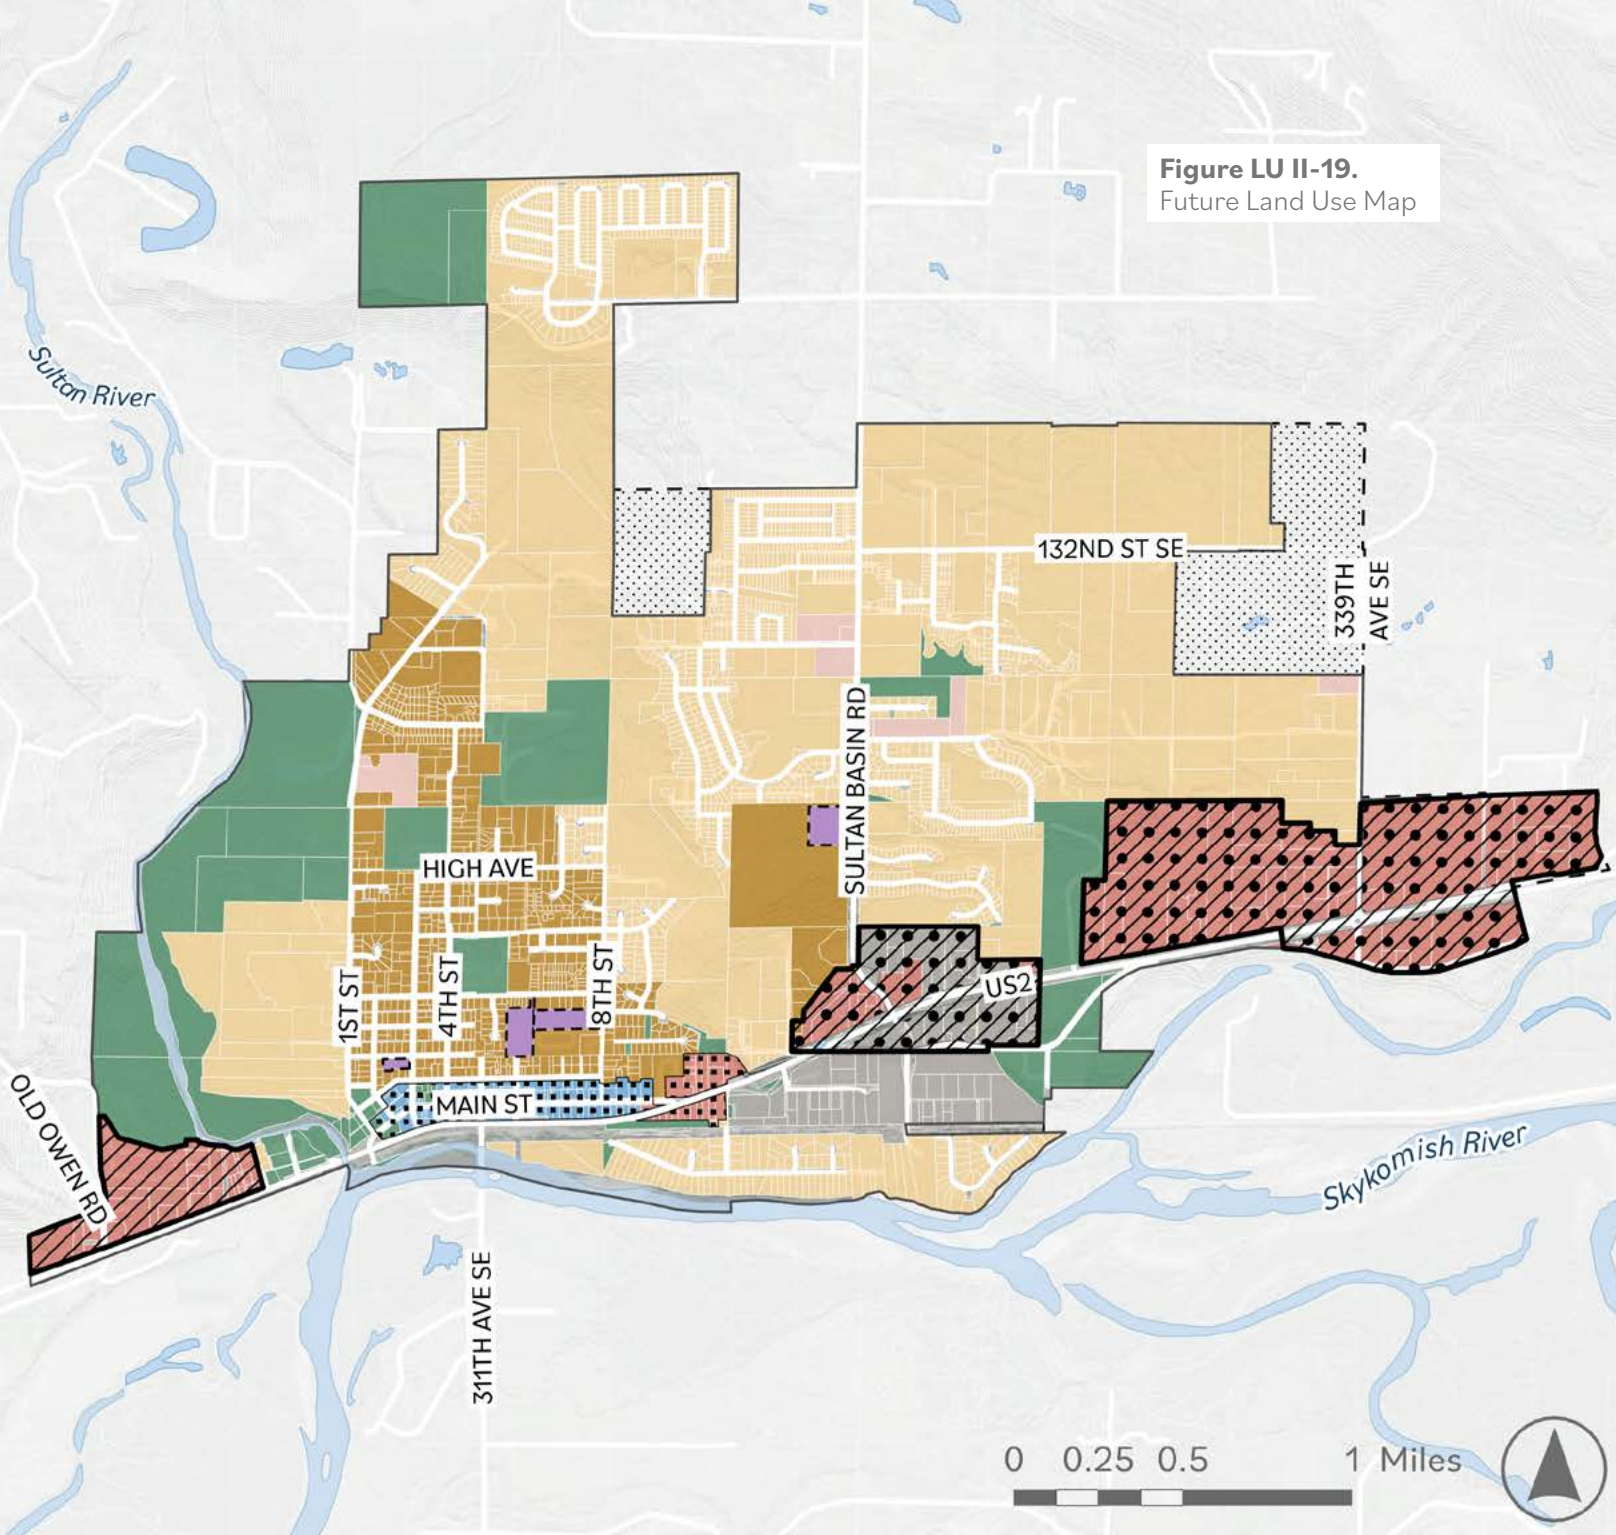 Figure LU II-19.
Future Land Use Map
Sultan River
132ND ST SE
339TH
AVE SE
SULTAN BASIN RD
HIGH AVE
1ST ST
4TH ST
8TH ST
US2
MAIN ST
OLD OWEN RD
Skykomish River
311TH AVE SE
0 0.25 0.5 1 Miles